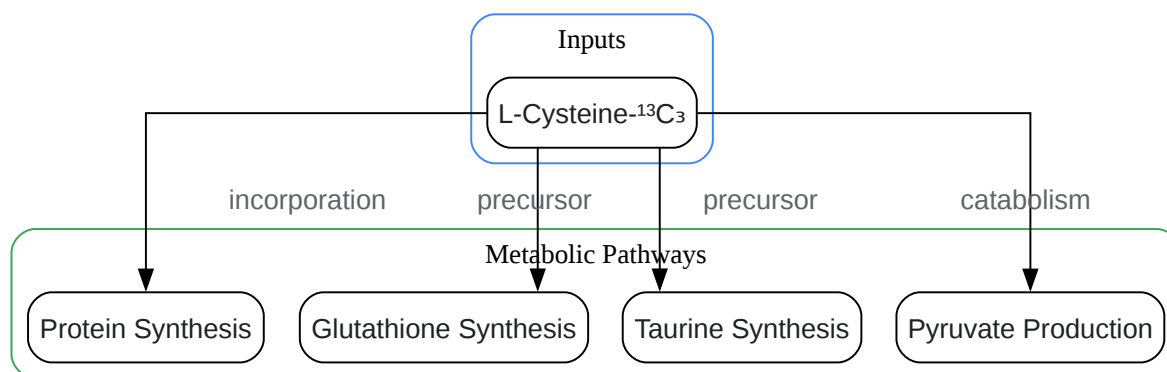 Inputs
L-Cysteine-¹³C₃
incorporation
precursor
precursor
catabolism
Metabolic Pathways
Protein Synthesis
Glutathione Synthesis
Taurine Synthesis
Pyruvate Production